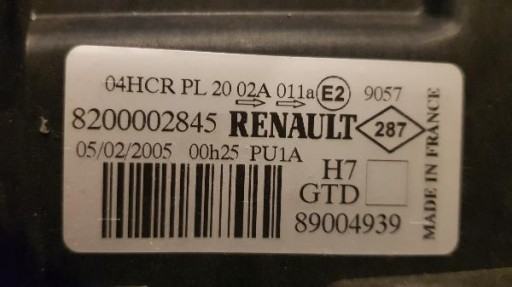 04HCR PL 20 02A 011a E2 9057
8200002845 RENAULT 287
05/02/2005 00h25 PU1A
H7
GTD
89004939
MADE IN FRANCE